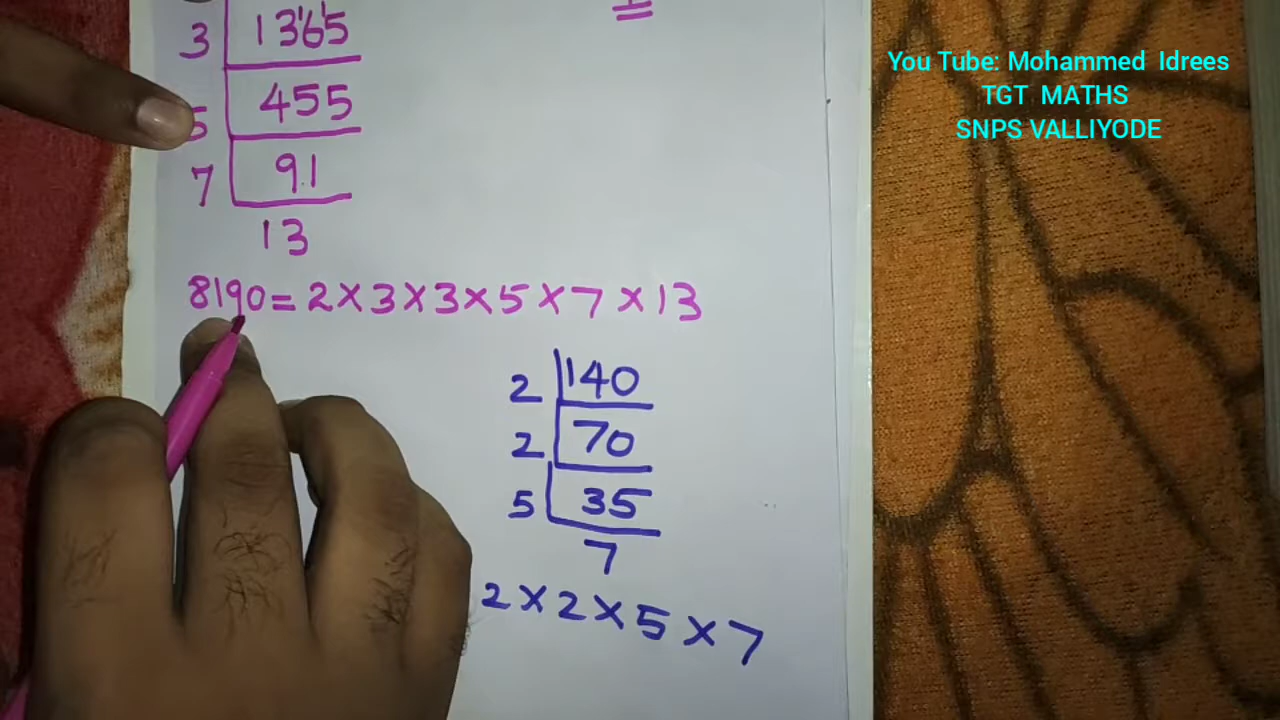 3 1365
5 455
7 91
13
8190 = 2 × 3 × 3 × 5 × 7 × 13
2 140
2 70
5 35
7
2 × 2 × 5 × 7
You Tube: Mohammed Idrees
TGT MATHS
SNPS VALLIYODE